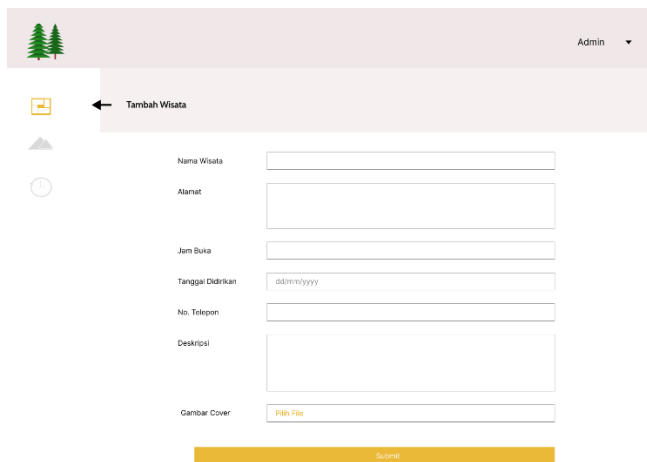 Admin
Tambah Wisata
Nama Wisata
Alamat
Jam Buka
Tanggal Didirikan
dd/mm/yyyy
No. Telepon
Deskripsi
Gambar Cover
Pilih File
Submit